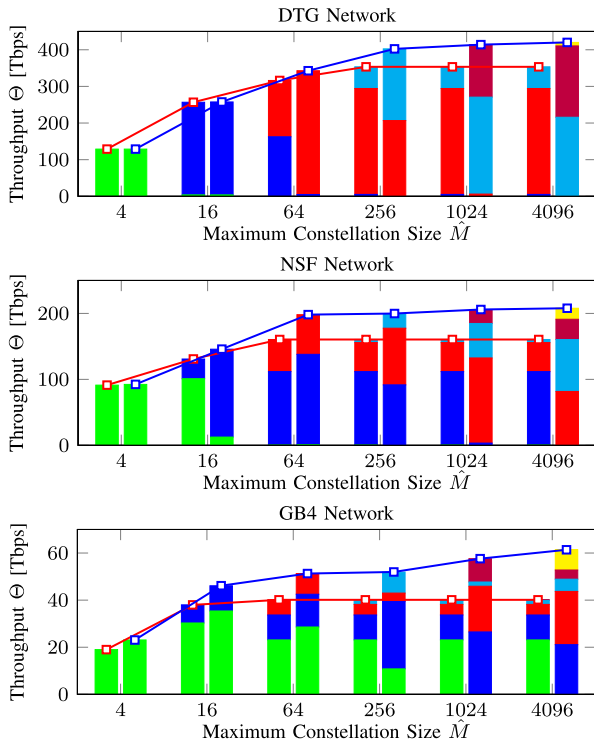 DTG Network
Throughput Θ [Tbps]
400
300
200
100
0
4 16 64 256 1024 4096
Maximum Constellation Size M̂
NSF Network
Throughput Θ [Tbps]
200
100
0
4 16 64 256 1024 4096
Maximum Constellation Size M̂
GB4 Network
Throughput Θ [Tbps]
60
40
20
0
4 16 64 256 1024 4096
Maximum Constellation Size M̂